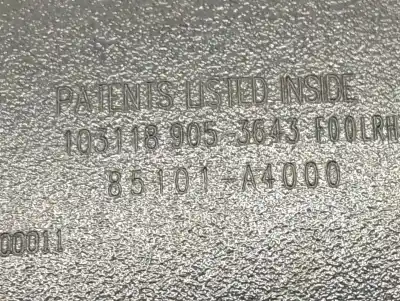 PATENTS LISTED INSIDE
103118 905-3643 F00LRH
85101-A4000
00011